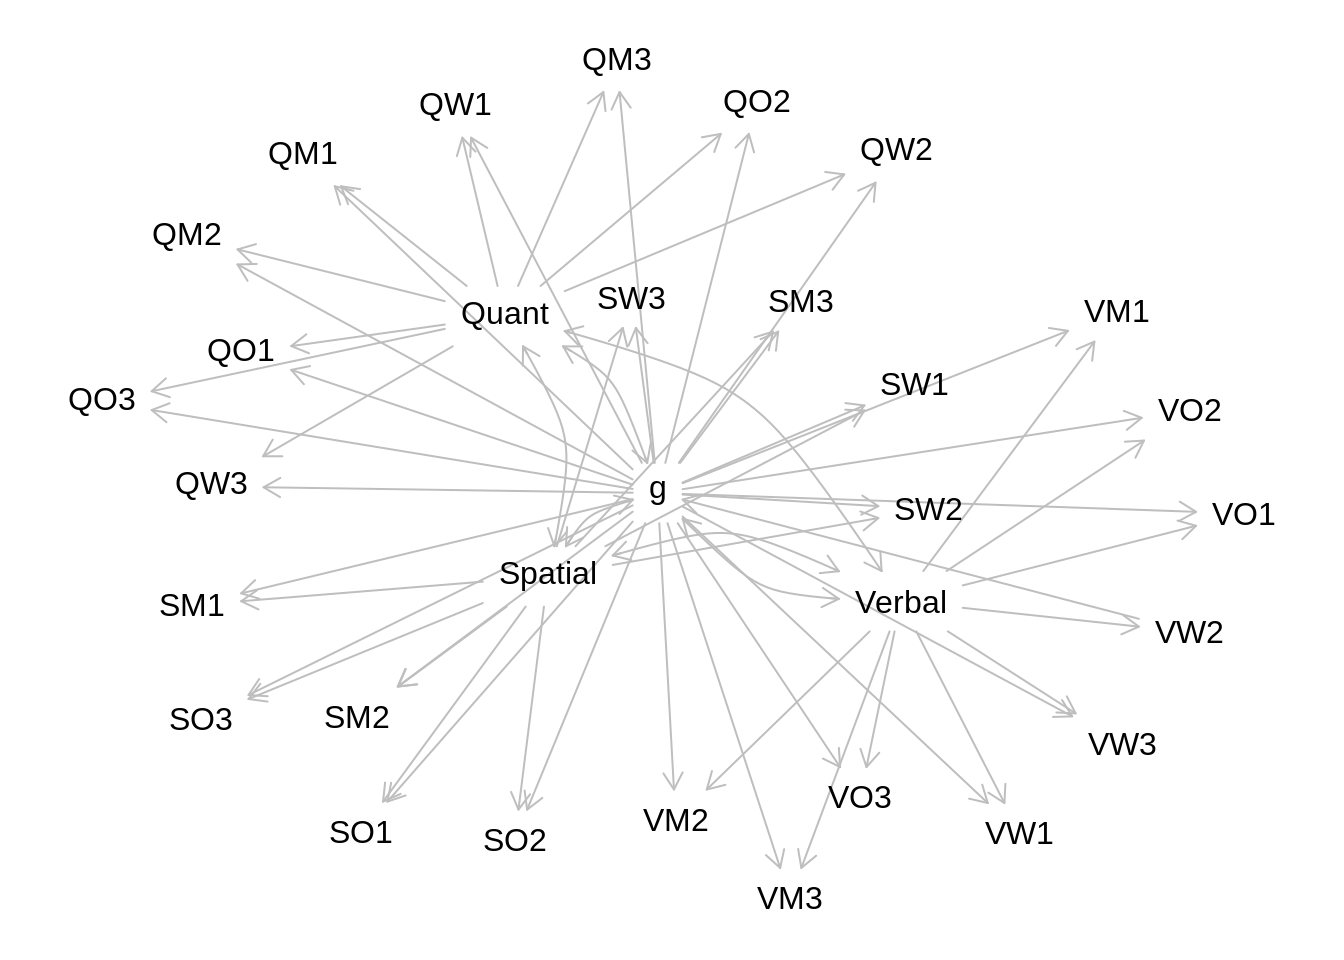 QM3
QO2
QW1
QW2
QM1
QM2
SW3
SM3
VM1
Quant
QO1
SW1
QO3
VO2
QW3
g
SW2
VO1
Spatial
Verbal
SM1
VW2
SM2
SO3
VW3
VO3
VM2
SO1
VW1
SO2
VM3